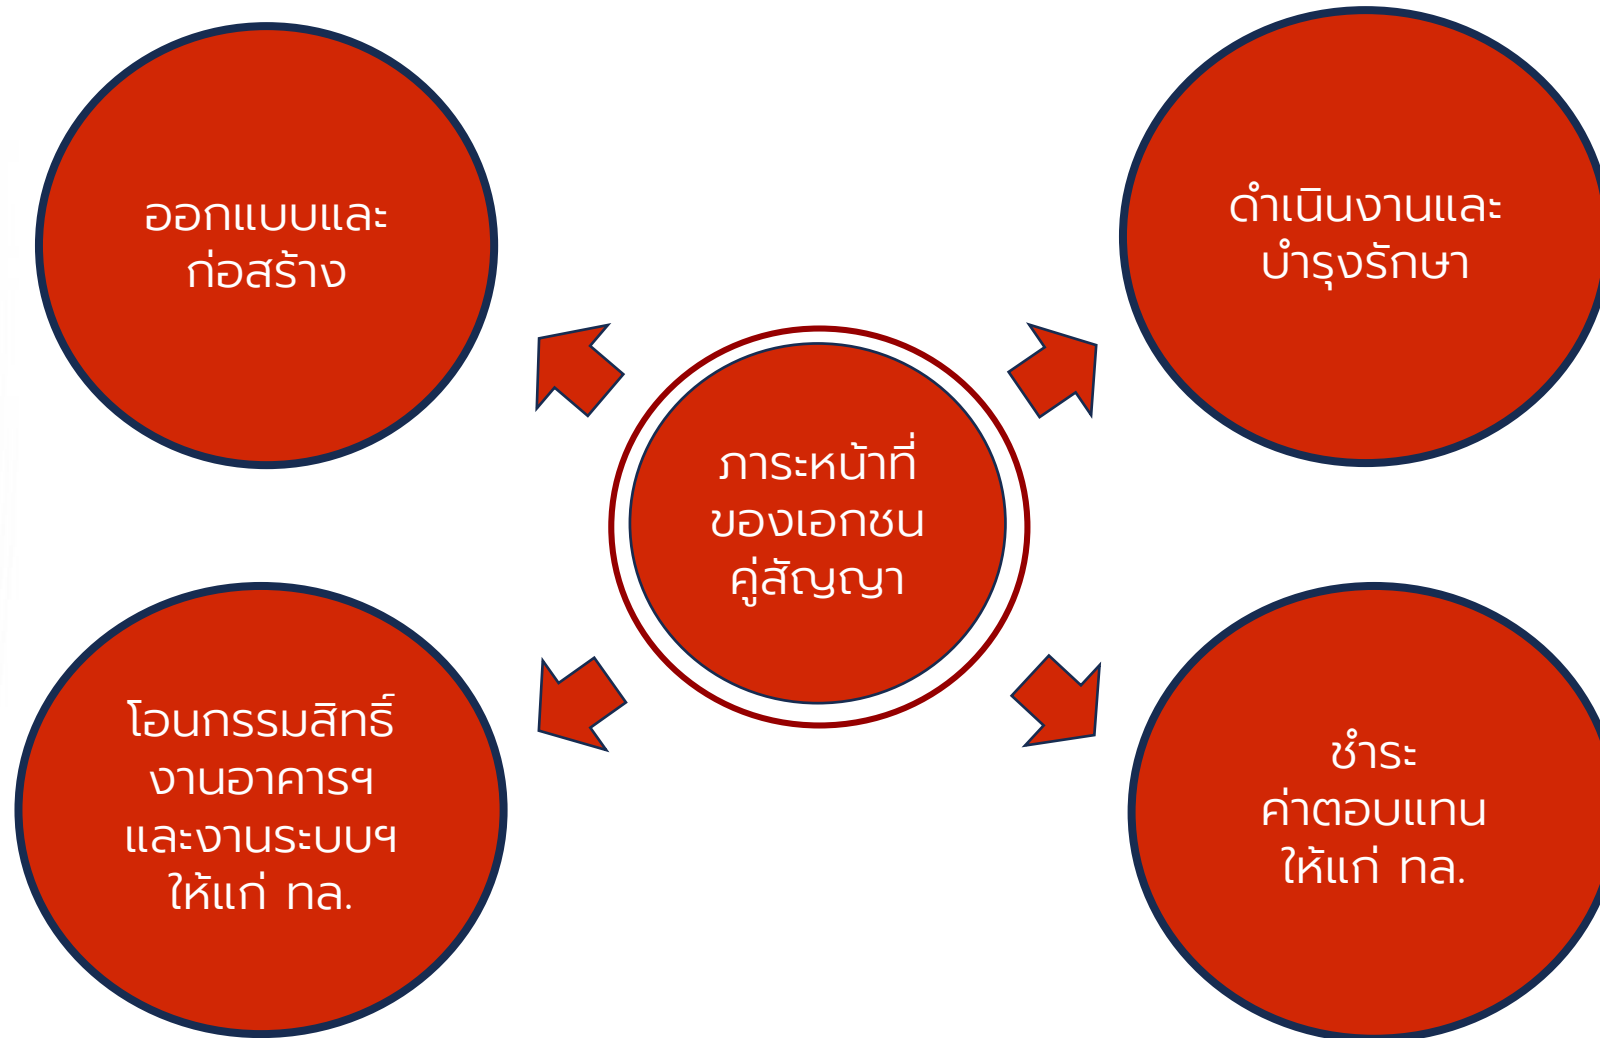 ออกแบบและ
ก่อสร้าง
ดำเนินงานและ
บำรุงรักษา
ภาระหน้าที่
ของเอกชน
คู่สัญญา
โอนกรรมสิทธิ์
งานอาคารฯ
และงานระบบฯ
ให้แก่ ทล.
ชำระ
ค่าตอบแทน
ให้แก่ ทล.